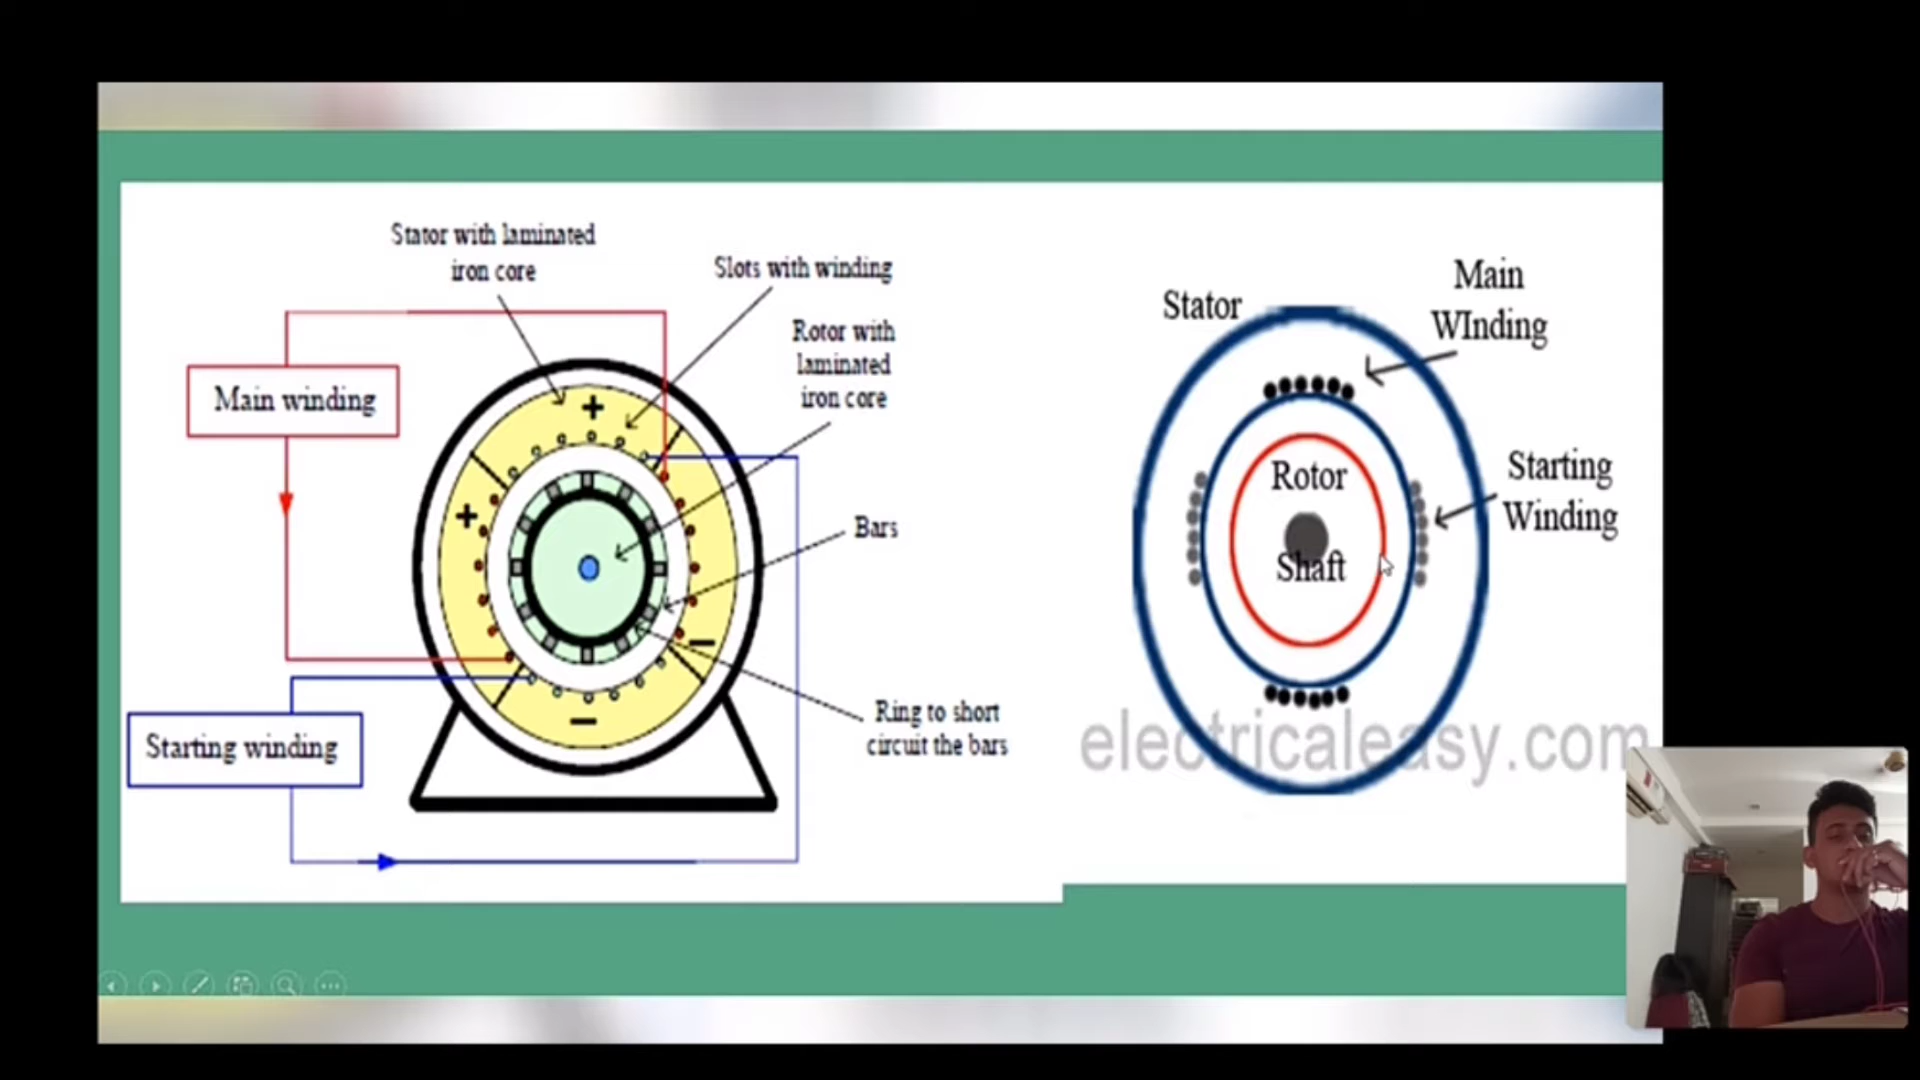 Stator with laminated
iron core
Slots with winding
Rotor with
laminated
iron core
Main winding
+
+
Bars
−
−
Ring to short
circuit the bars
Starting winding
Stator
Main
WInding
Rotor
Shaft
Starting
Winding
electricaleasy.com